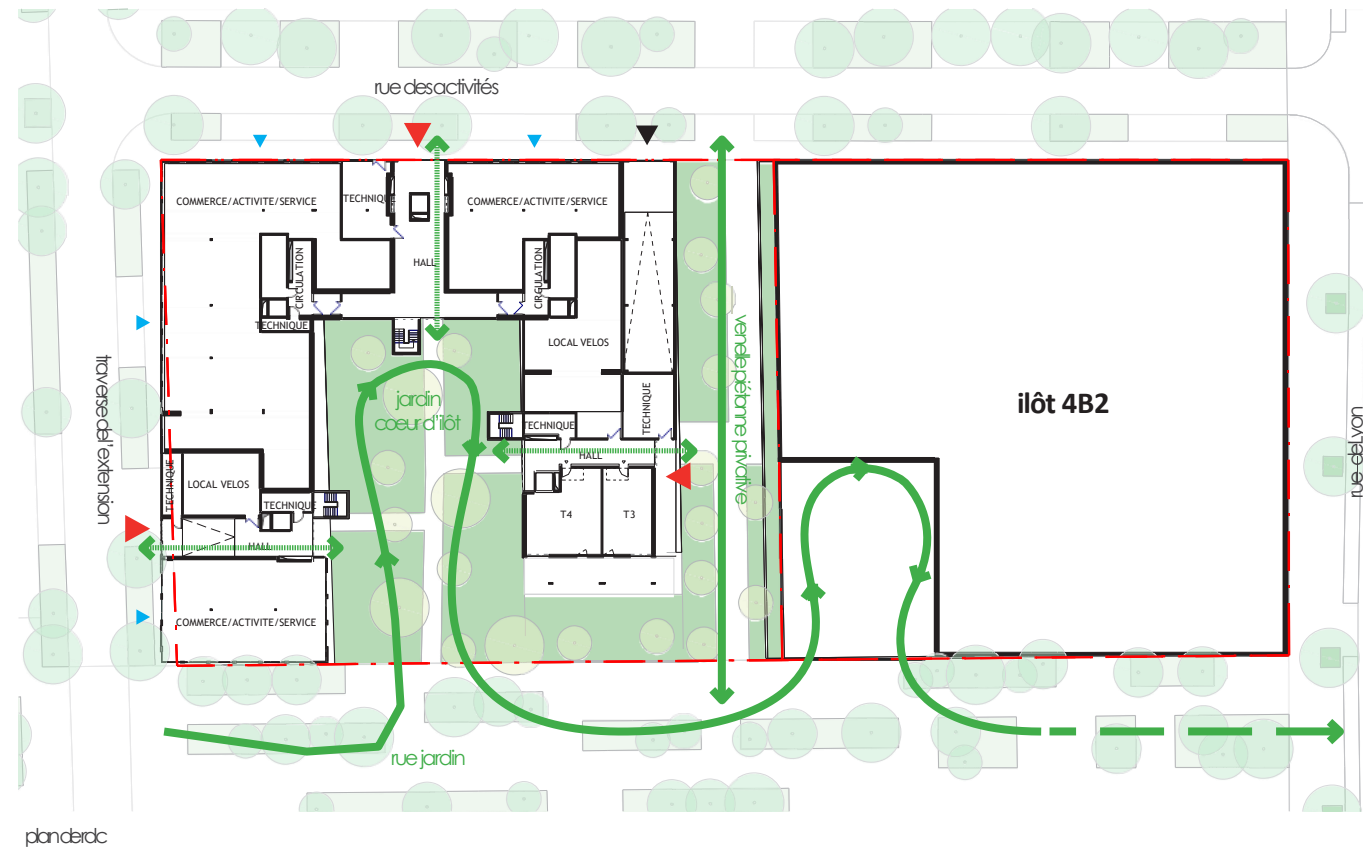 rue des activités
COMMERCE/ACTIVITE/SERVICE
TECHNIQUE
COMMERCE/ACTIVITE/SERVICE
HALL
CIRCULATION
CIRCULATION
TECHNIQUE
LOCAL VELOS
venelle piétonne privative
traverse de l'extension
jardin
coeur d'ilôt
ilôt 4B2
rue de Lyon
TECHNIQUE
TECHNIQUE
HALL
TECHNIQUE
LOCAL VELOS
TECHNIQUE
T4
T3
HALL
COMMERCE/ACTIVITE/SERVICE
rue jardin
plan de rdc